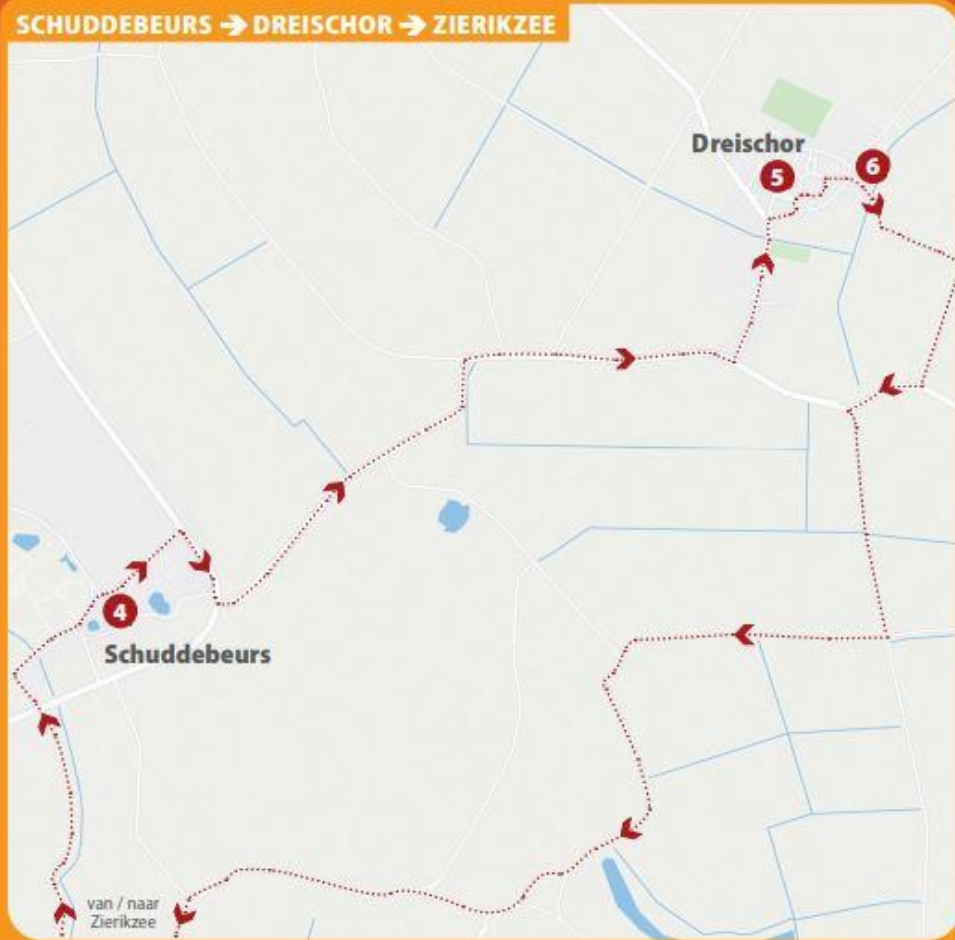 SCHUDDEBEURS ➔ DREISCHOR ➔ ZIERIKZEE
Dreischor
5
6
4
Schuddebeurs
van / naar
Zierikzee